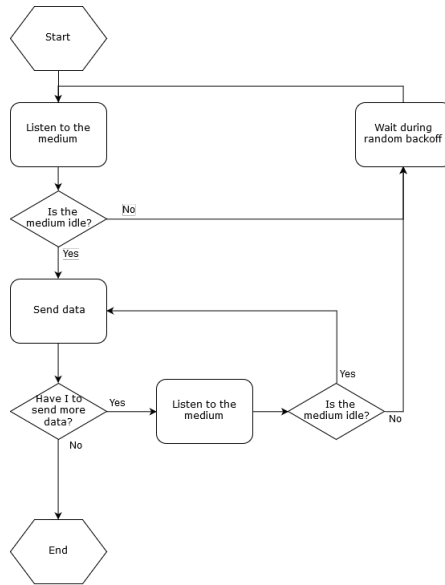 Start
Listen to the
medium
Wait during
random backoff
Is the
medium idle?
No
Yes
Send data
Yes
Have I to
send more
data?
Yes
Listen to the
medium
Is the
medium idle?
No
No
End